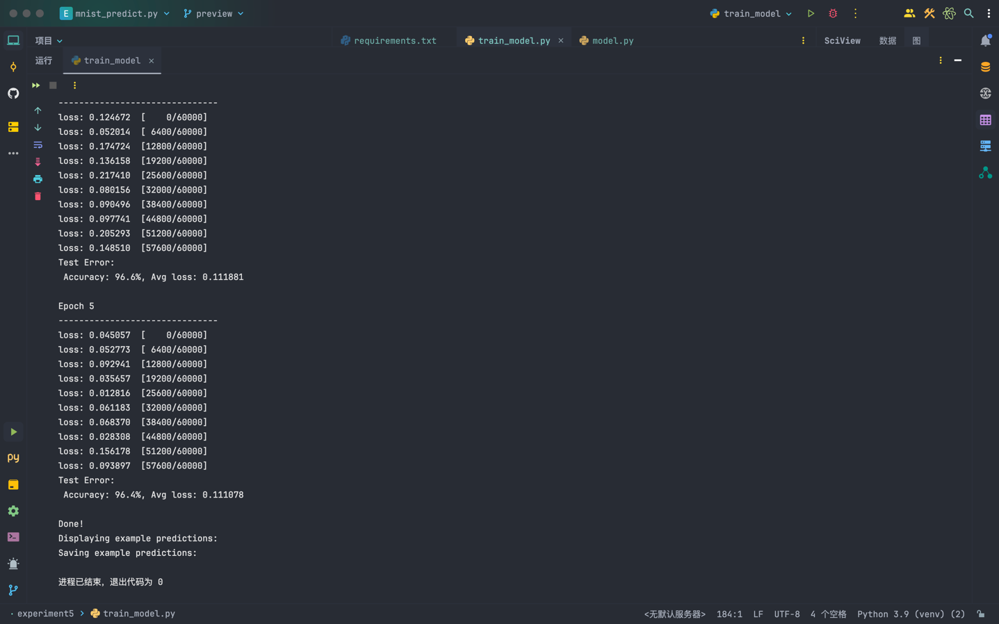 E mnist_predict.py preview train_model
项目 requirements.txt train_model.py model.py SciView 数据 图
运行 train_model
-------------------------------
loss: 0.124672  [    0/60000]
loss: 0.052014  [ 6400/60000]
loss: 0.174724  [12800/60000]
loss: 0.136158  [19200/60000]
loss: 0.217410  [25600/60000]
loss: 0.080156  [32000/60000]
loss: 0.090496  [38400/60000]
loss: 0.097741  [44800/60000]
loss: 0.205293  [51200/60000]
loss: 0.148510  [57600/60000]
Test Error:
 Accuracy: 96.6%, Avg loss: 0.111881
Epoch 5
-------------------------------
loss: 0.045057  [    0/60000]
loss: 0.052773  [ 6400/60000]
loss: 0.092941  [12800/60000]
loss: 0.035657  [19200/60000]
loss: 0.012816  [25600/60000]
loss: 0.061183  [32000/60000]
loss: 0.068370  [38400/60000]
loss: 0.028308  [44800/60000]
loss: 0.156178  [51200/60000]
loss: 0.093897  [57600/60000]
Test Error:
 Accuracy: 96.4%, Avg loss: 0.111078
Done!
Displaying example predictions:
Saving example predictions:
进程已结束，退出代码为 0
py
experiment5 > train_model.py <无默认服务器> 184:1 LF UTF-8 4 个空格 Python 3.9 (venv) (2)